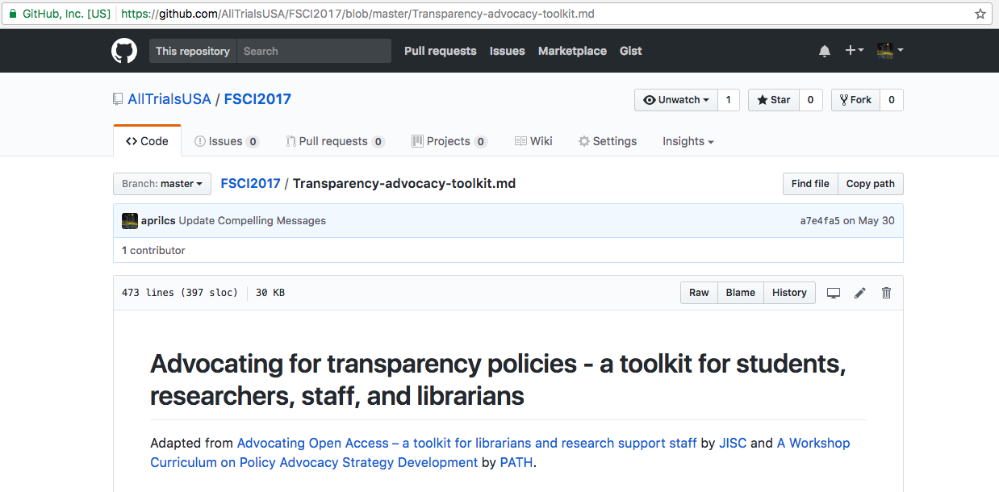 GitHub, Inc. [US] https://github.com/AllTrialsUSA/FSCI2017/blob/master/Transparency-advocacy-toolkit.md
This repository Search Pull requests Issues Marketplace Gist
AllTrialsUSA / FSCI2017 Unwatch 1 Star 0 Fork 0
Code Issues 0 Pull requests 0 Projects 0 Wiki Settings Insights
Branch: master FSCI2017 / Transparency-advocacy-toolkit.md Find file Copy path
aprilcs Update Compelling Messages a7e4fa5 on May 30
1 contributor
473 lines (397 sloc) 30 KB Raw Blame History
Advocating for transparency policies - a toolkit for students,
researchers, staff, and librarians
Adapted from Advocating Open Access – a toolkit for librarians and research support staff by JISC and A Workshop
Curriculum on Policy Advocacy Strategy Development by PATH.